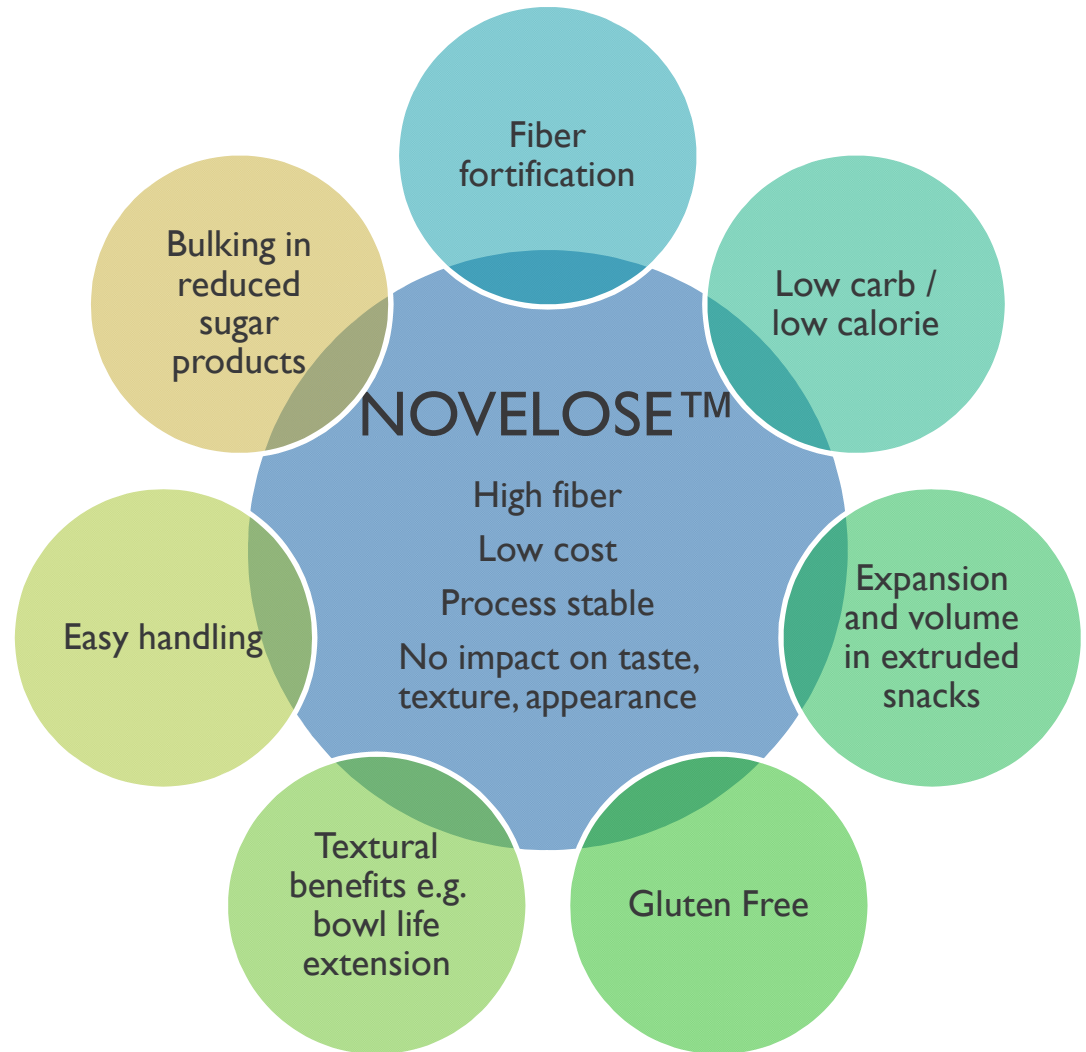 Fiber
fortification
Low carb /
low calorie
Expansion
and volume
in extruded
snacks
Gluten Free
Textural
benefits e.g.
bowl life
extension
Easy handling
Bulking in
reduced
sugar
products
NOVELOSE™
High fiber
Low cost
Process stable
No impact on taste,
texture, appearance